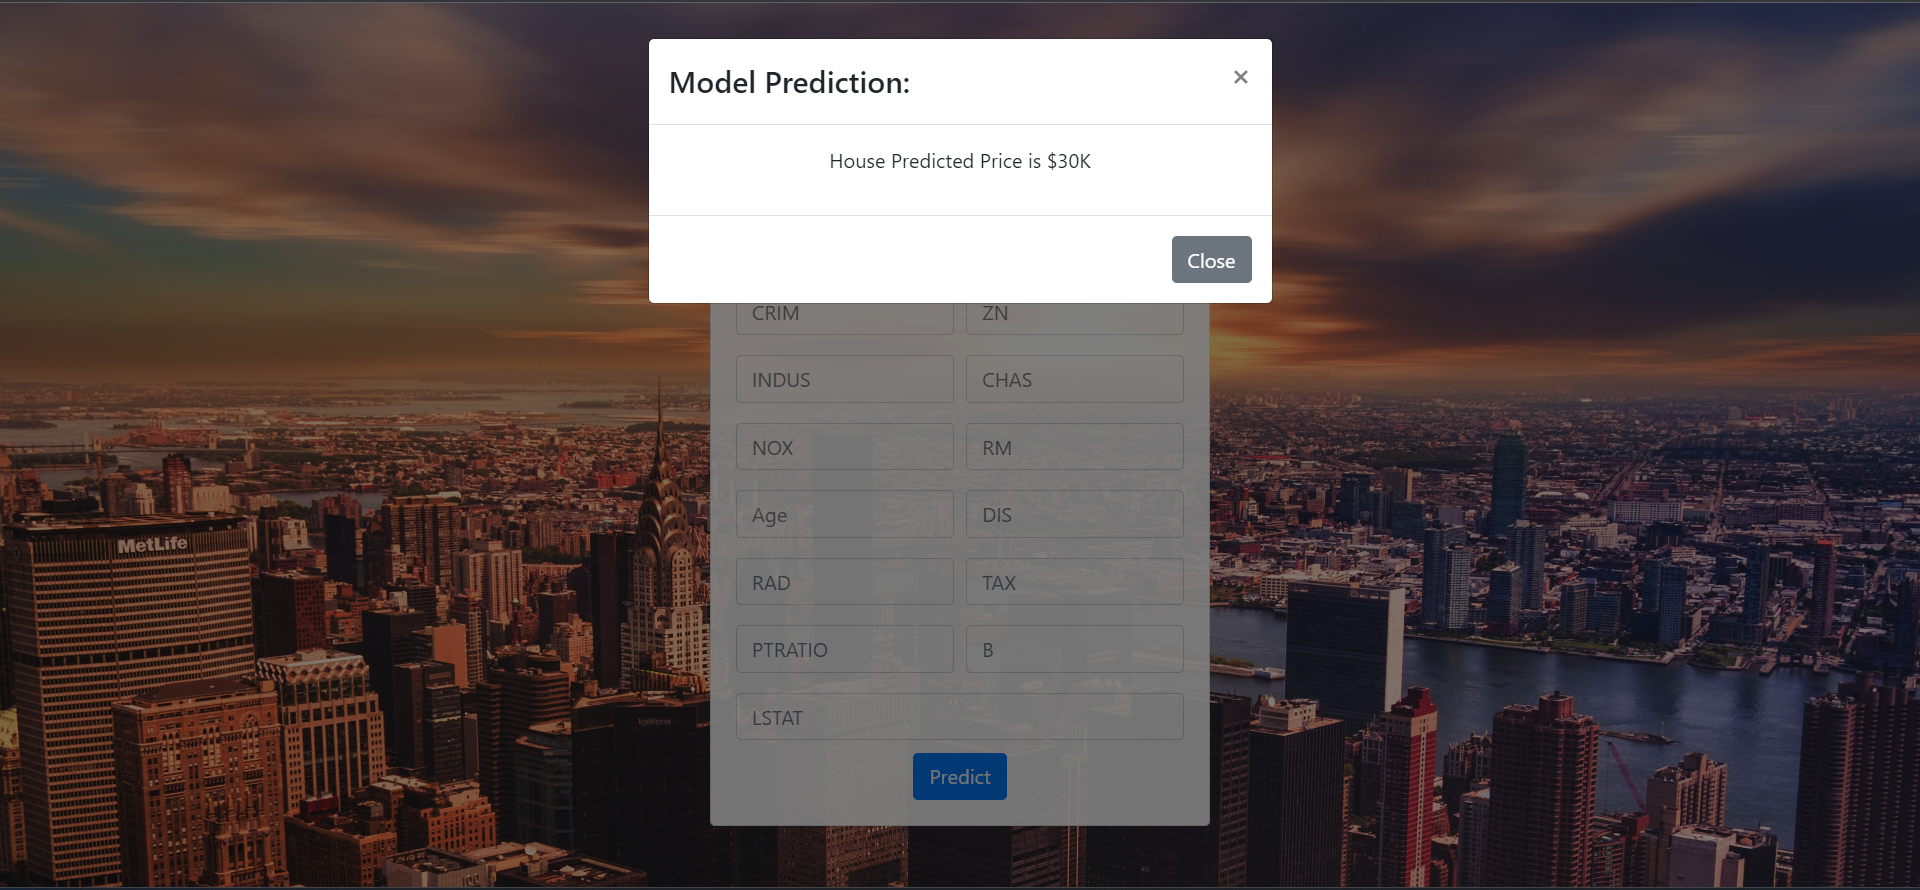 Model Prediction:
×
House Predicted Price is $30K
Close
CRIM
ZN
INDUS
CHAS
NOX
RM
Age
DIS
RAD
TAX
PTRATIO
B
LSTAT
Predict
MetLife